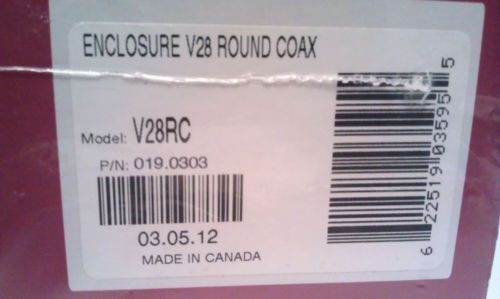 ENCLOSURE V28 ROUND COAX
Model: V28RC
P/N: 019.0303
03.05.12
MADE IN CANADA
6 22519 03595 5